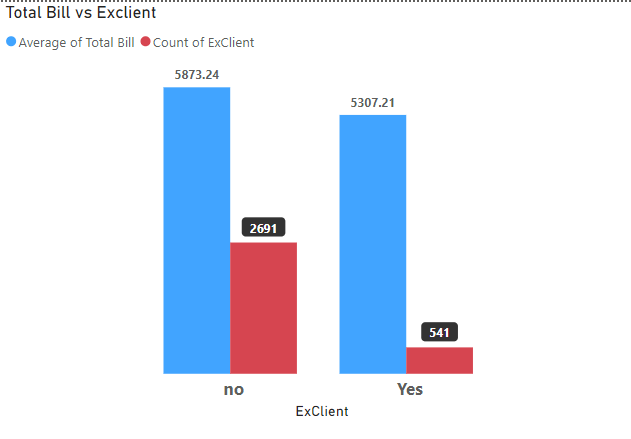 Total Bill vs Exclient
Average of Total Bill Count of ExClient
5873.24
5307.21
2691
541
no Yes
ExClient